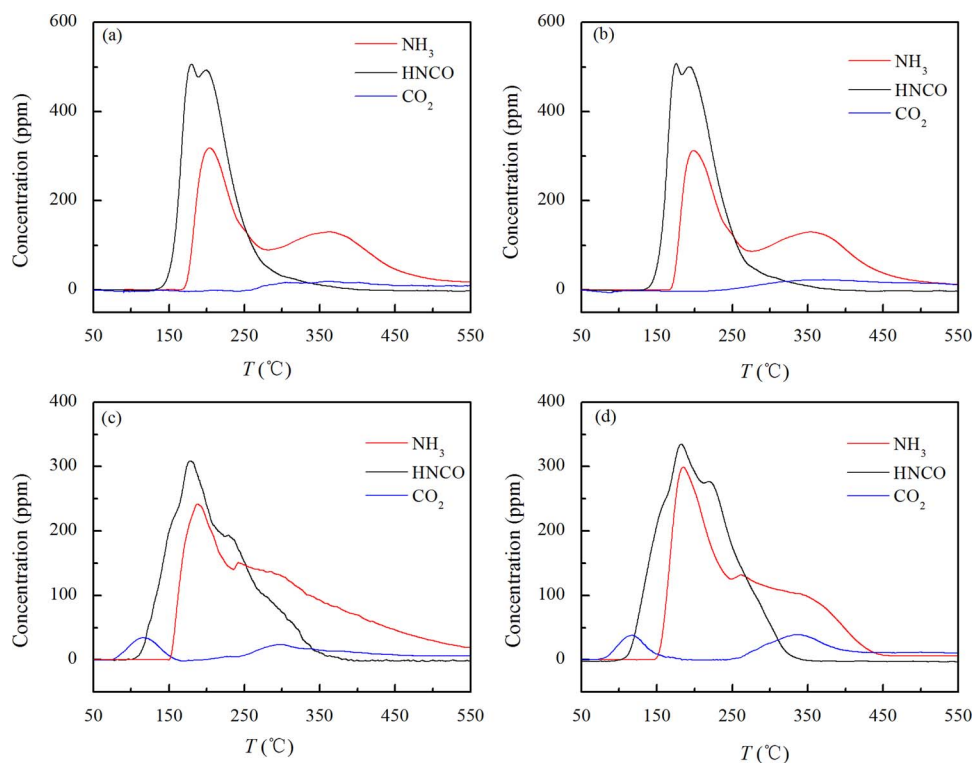 (a)
NH3
HNCO
CO2
Concentration (ppm)
600
400
200
0
50 150 250 350 450 550
T (℃)
(b)
NH3
HNCO
CO2
Concentration (ppm)
600
400
200
0
50 150 250 350 450 550
T (℃)
(c)
NH3
HNCO
CO2
Concentration (ppm)
400
300
200
100
0
50 150 250 350 450 550
T (℃)
(d)
NH3
HNCO
CO2
Concentration (ppm)
400
300
200
100
0
50 150 250 350 450 550
T (℃)